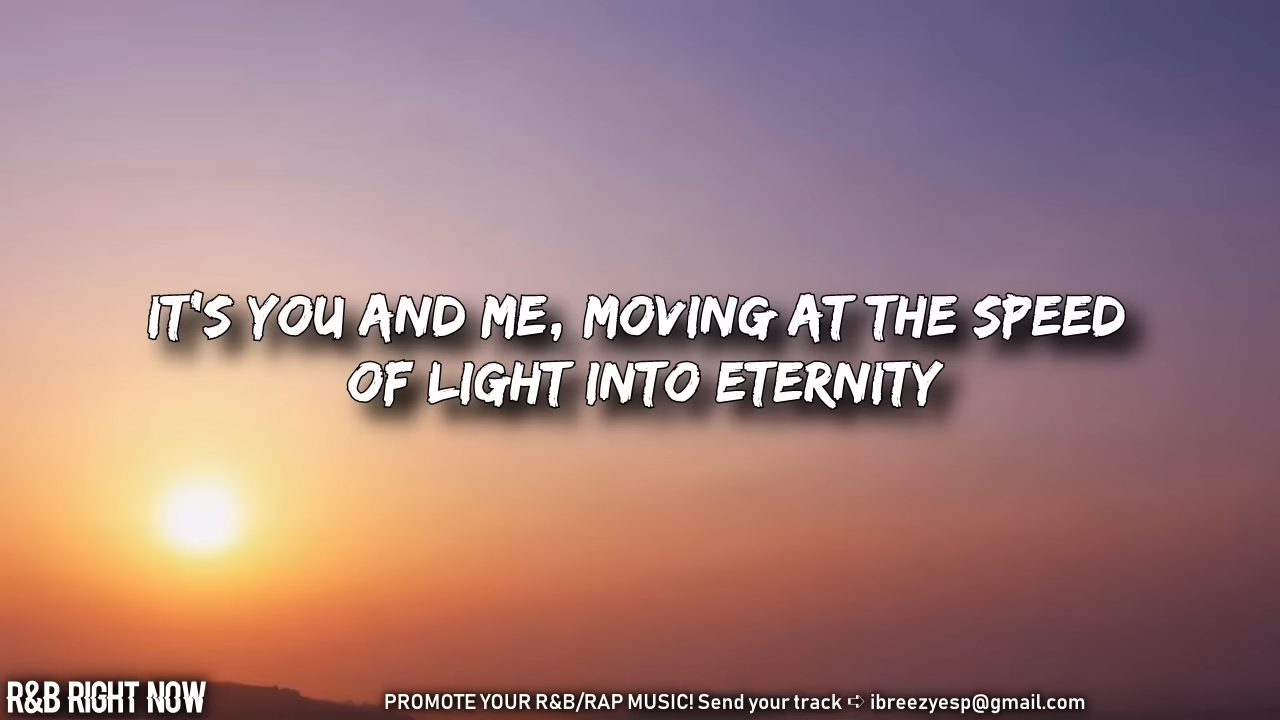 IT'S YOU AND ME, MOVING AT THE SPEED
OF LIGHT INTO ETERNITY
R&B RIGHT NOW
PROMOTE YOUR R&B/RAP MUSIC! Send your track ➪ ibreezyesp@gmail.com